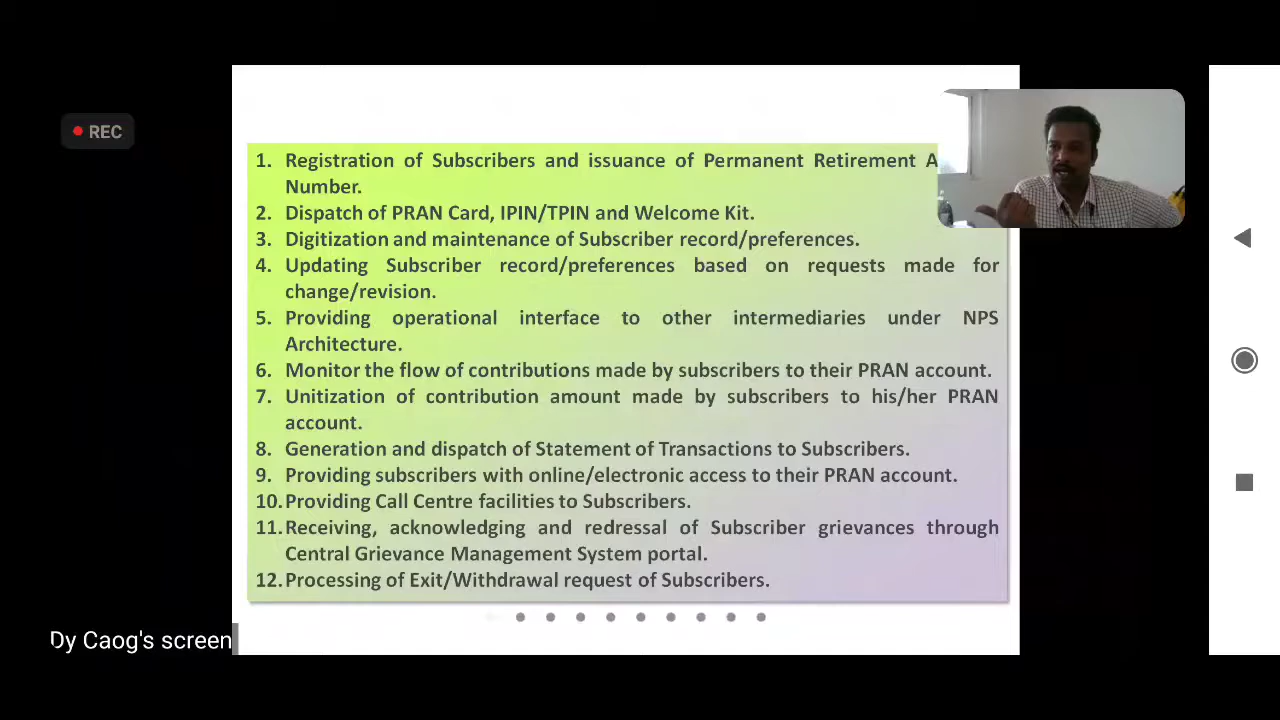 REC
1. Registration of Subscribers and issuance of Permanent Retirement A
Number.
2. Dispatch of PRAN Card, IPIN/TPIN and Welcome Kit.
3. Digitization and maintenance of Subscriber record/preferences.
4. Updating Subscriber record/preferences based on requests made for
change/revision.
5. Providing operational interface to other intermediaries under NPS
Architecture.
6. Monitor the flow of contributions made by subscribers to their PRAN account.
7. Unitization of contribution amount made by subscribers to his/her PRAN
account.
8. Generation and dispatch of Statement of Transactions to Subscribers.
9. Providing subscribers with online/electronic access to their PRAN account.
10. Providing Call Centre facilities to Subscribers.
11. Receiving, acknowledging and redressal of Subscriber grievances through
Central Grievance Management System portal.
12. Processing of Exit/Withdrawal request of Subscribers.
Dy Caog's screen